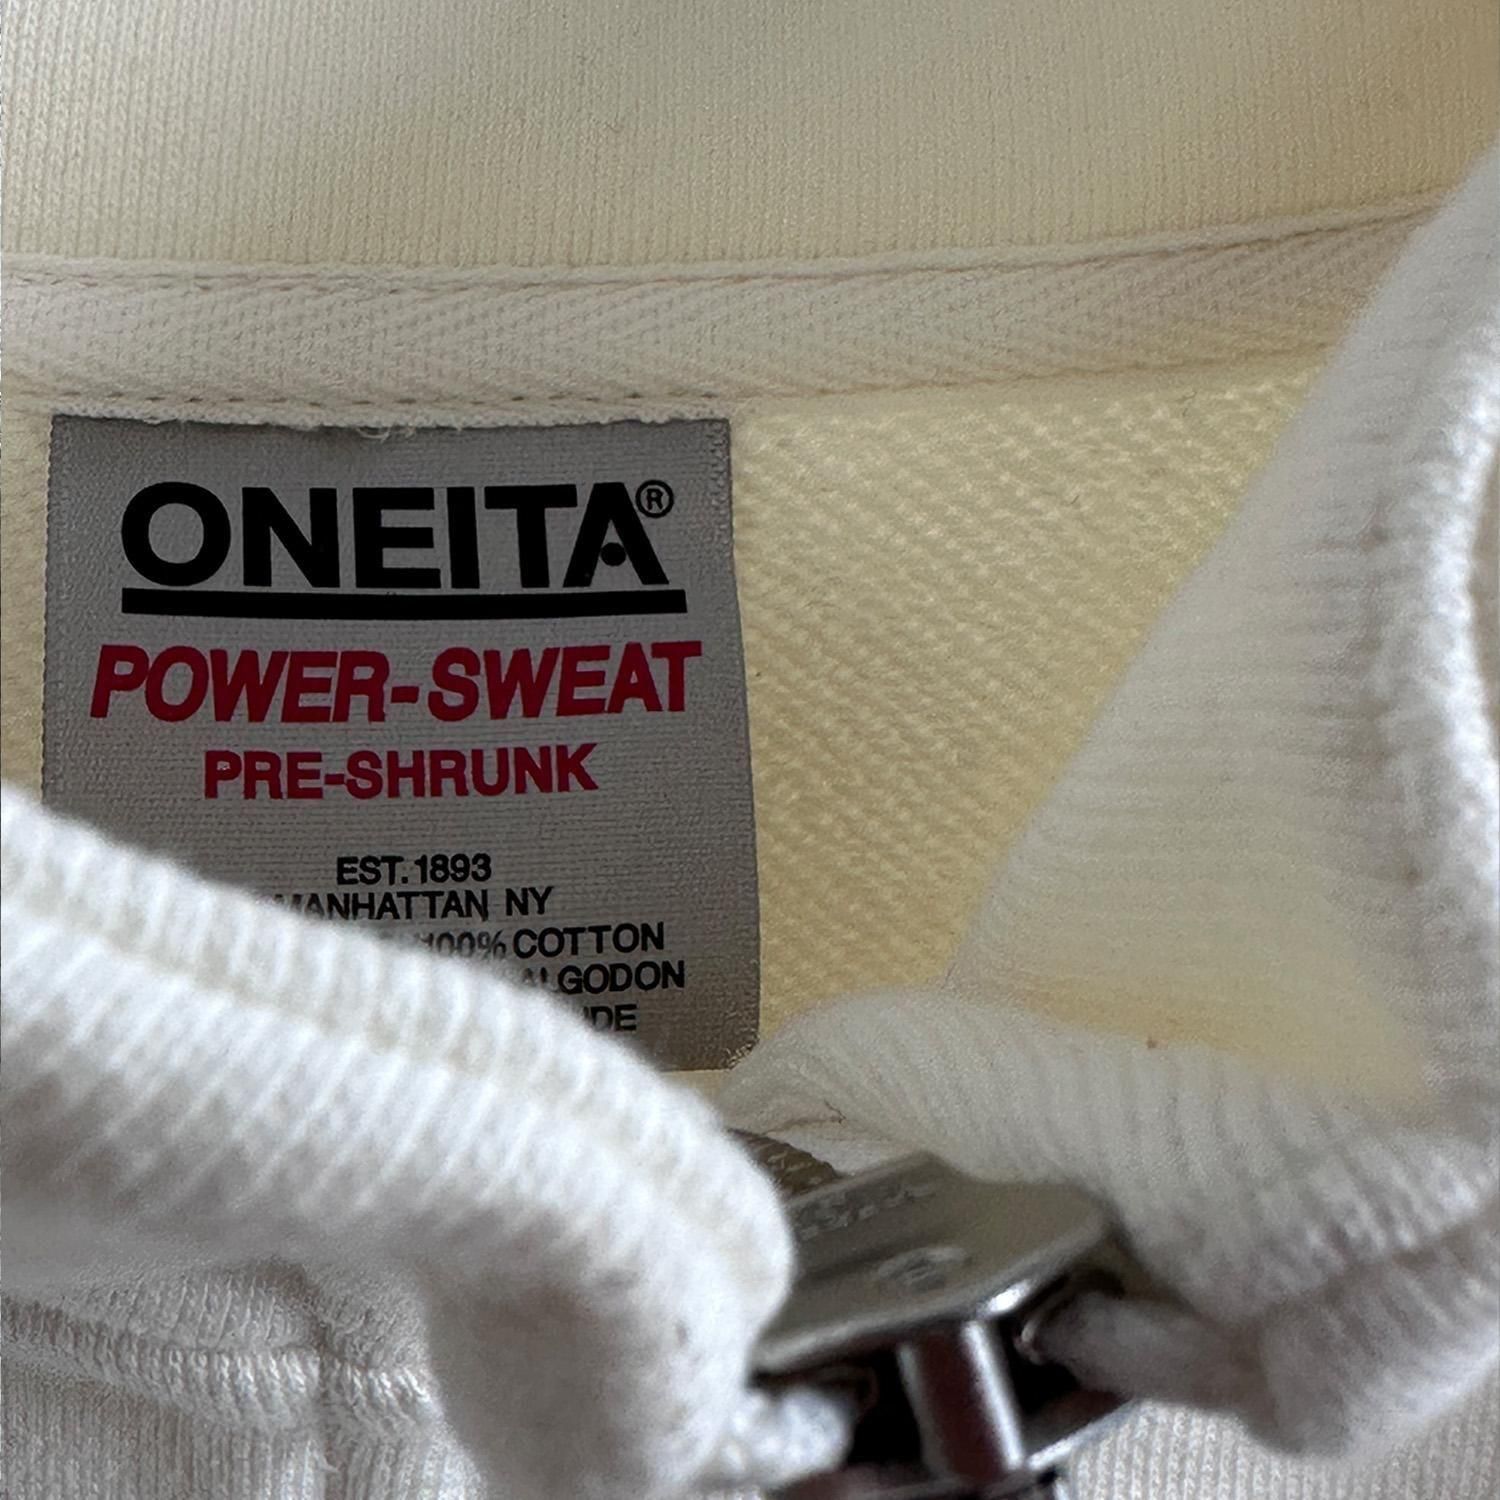 ONEITA®
POWER-SWEAT
PRE-SHRUNK
EST.1893
MANHATTAN NY
100% COTTON
ALGODON